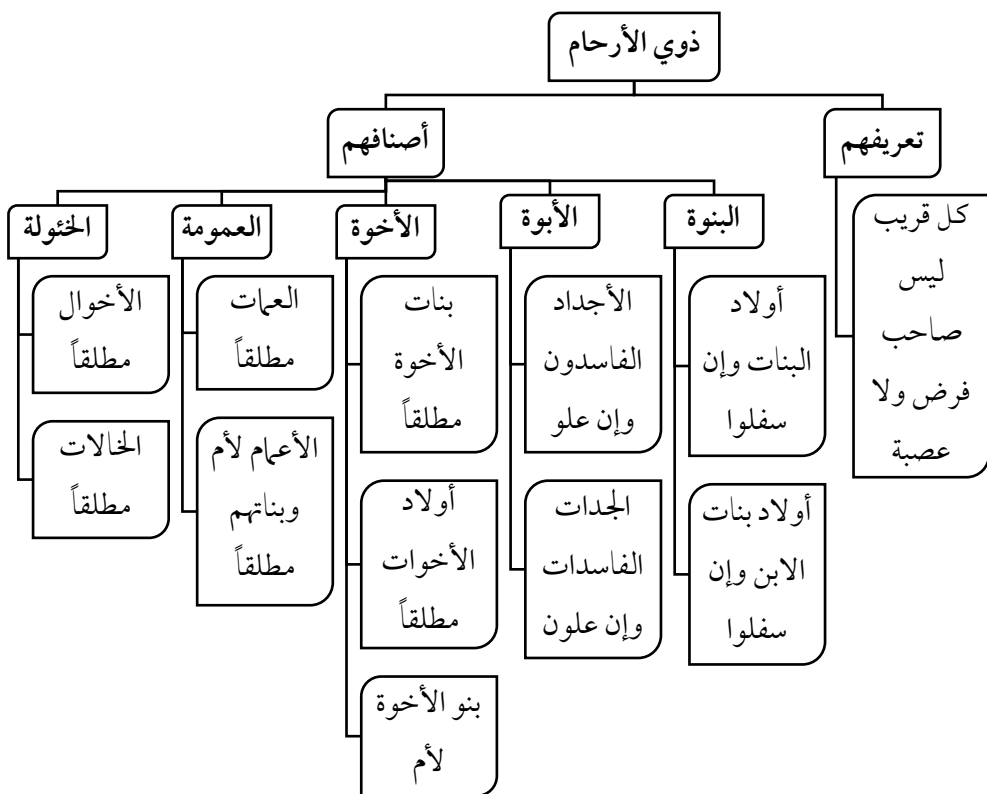 ذوي الأرحام
تعريفهم
كل قريب
ليس
صاحب
فرض ولا
عصبة
أصنافهم
البنوة
أولاد
البنات وإن
سفلوا
أولاد بنات
الابن وإن
سفلوا
الأبوة
الأجداد
الفاسدون
وإن علو
الجدات
الفاسدات
وإن علون
الأخوة
بنات
الأخوة
مطلقاً
أولاد
الأخوات
مطلقاً
بنو الأخوة
لأم
العمومة
العمات
مطلقاً
الأعمام لأم
وبناتهم
مطلقاً
الخئولة
الأخوال
مطلقاً
الخالات
مطلقاً